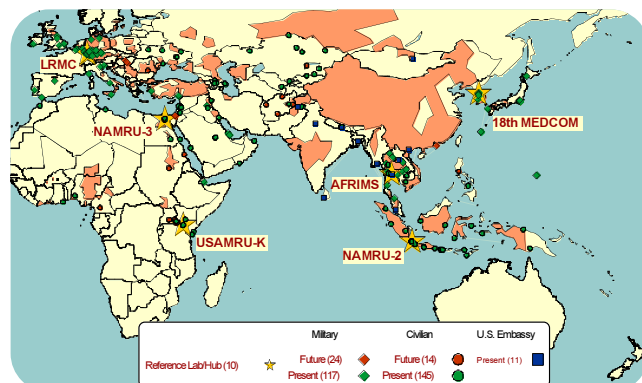 LRMC
NAMRU-3
18th MEDCOM
AFRIMS
USAMRU-K
NAMRU-2
Military Civilian U.S. Embassy
Reference Lab/Hub (10) Future (24) Future (14) Present (11)
Present (117) Present (145)